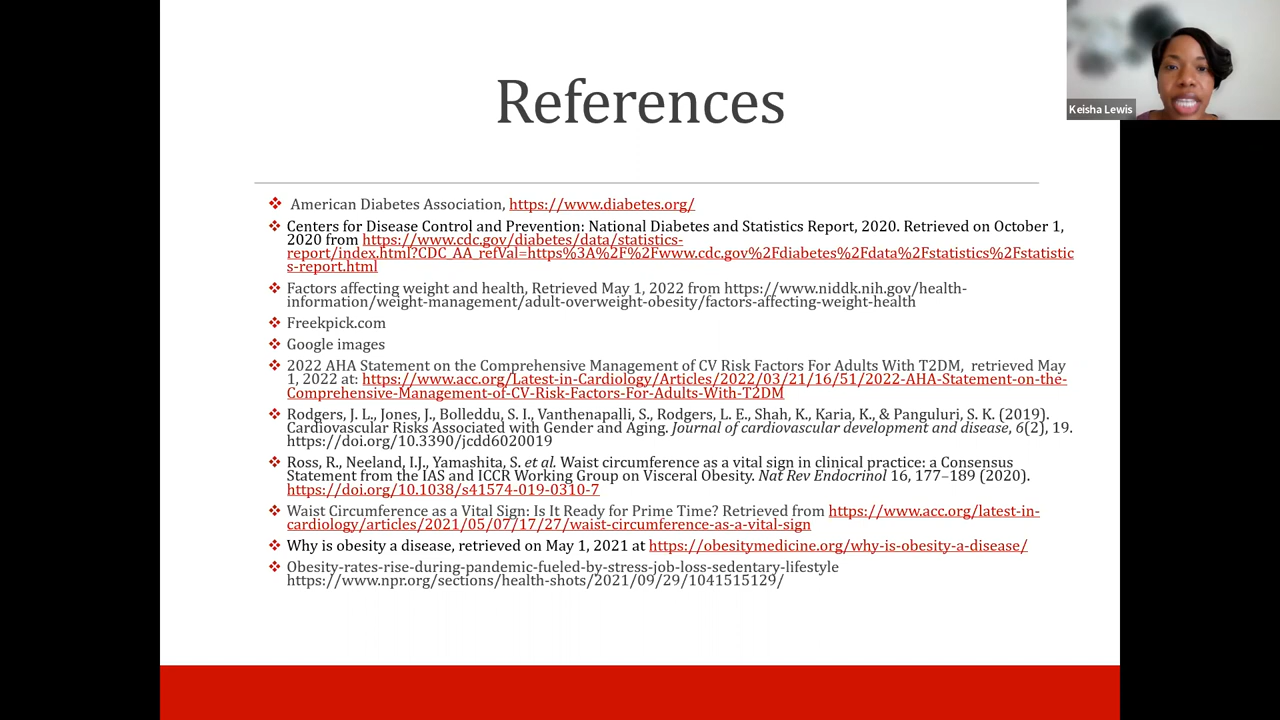 References
Keisha Lewis
American Diabetes Association, https://www.diabetes.org/
Centers for Disease Control and Prevention: National Diabetes and Statistics Report, 2020. Retrieved on October 1,
2020 from https://www.cdc.gov/diabetes/data/statistics-
report/index.html?CDC_AA_refVal=https%3A%2F%2Fwww.cdc.gov%2Fdiabetes%2Fdata%2Fstatistics%2Fstatistic
s-report.html
Factors affecting weight and health, Retrieved May 1, 2022 from https://www.niddk.nih.gov/health-
information/weight-management/adult-overweight-obesity/factors-affecting-weight-health
Freekpick.com
Google images
2022 AHA Statement on the Comprehensive Management of CV Risk Factors For Adults With T2DM, retrieved May
1, 2022 at: https://www.acc.org/Latest-in-Cardiology/Articles/2022/03/21/16/51/2022-AHA-Statement-on-the-
Comprehensive-Management-of-CV-Risk-Factors-For-Adults-With-T2DM
Rodgers, J. L., Jones, J., Bolleddu, S. I., Vanthenapalli, S., Rodgers, L. E., Shah, K., Karia, K., & Panguluri, S. K. (2019).
Cardiovascular Risks Associated with Gender and Aging. Journal of cardiovascular development and disease, 6(2), 19.
https://doi.org/10.3390/jcdd6020019
Ross, R., Neeland, I.J., Yamashita, S. et al. Waist circumference as a vital sign in clinical practice: a Consensus
Statement from the IAS and ICCR Working Group on Visceral Obesity. Nat Rev Endocrinol 16, 177–189 (2020).
https://doi.org/10.1038/s41574-019-0310-7
Waist Circumference as a Vital Sign: Is It Ready for Prime Time? Retrieved from https://www.acc.org/latest-in-
cardiology/articles/2021/05/07/17/27/waist-circumference-as-a-vital-sign
Why is obesity a disease, retrieved on May 1, 2021 at https://obesitymedicine.org/why-is-obesity-a-disease/
Obesity-rates-rise-during-pandemic-fueled-by-stress-job-loss-sedentary-lifestyle
https://www.npr.org/sections/health-shots/2021/09/29/1041515129/